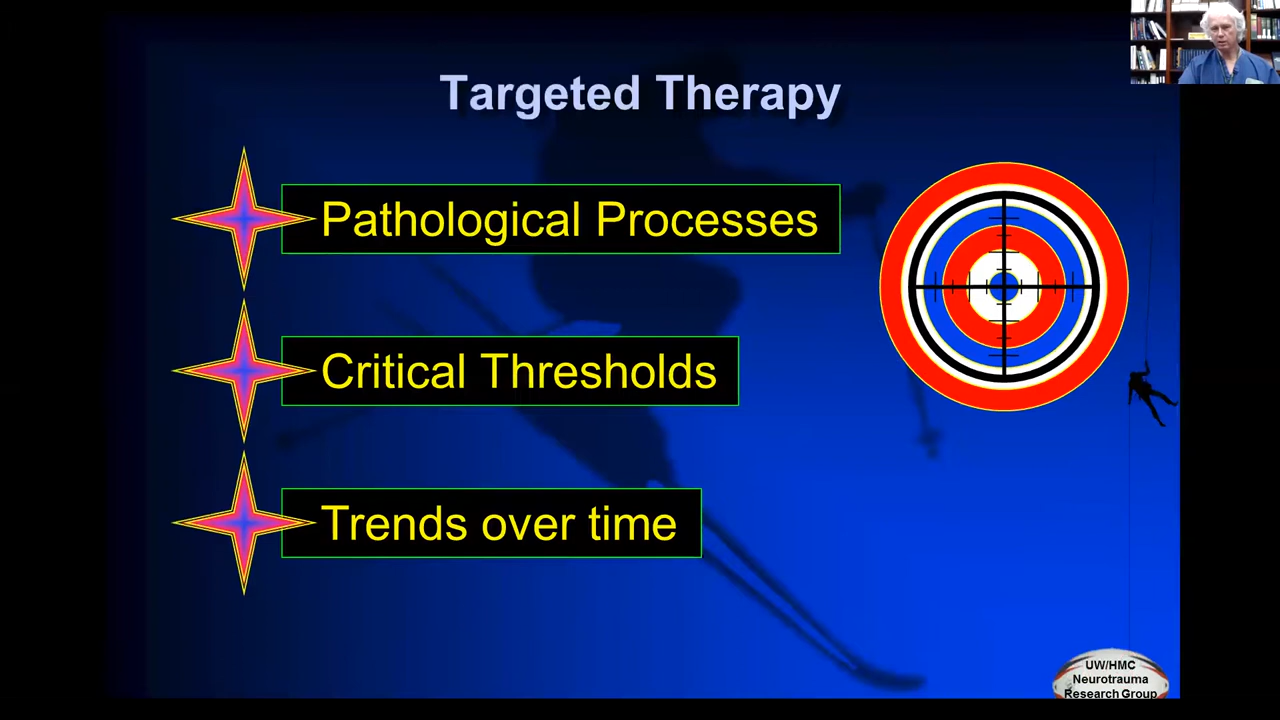 Targeted Therapy
Pathological Processes
Critical Thresholds
Trends over time
UW/HMC
Neurotrauma
Research Group